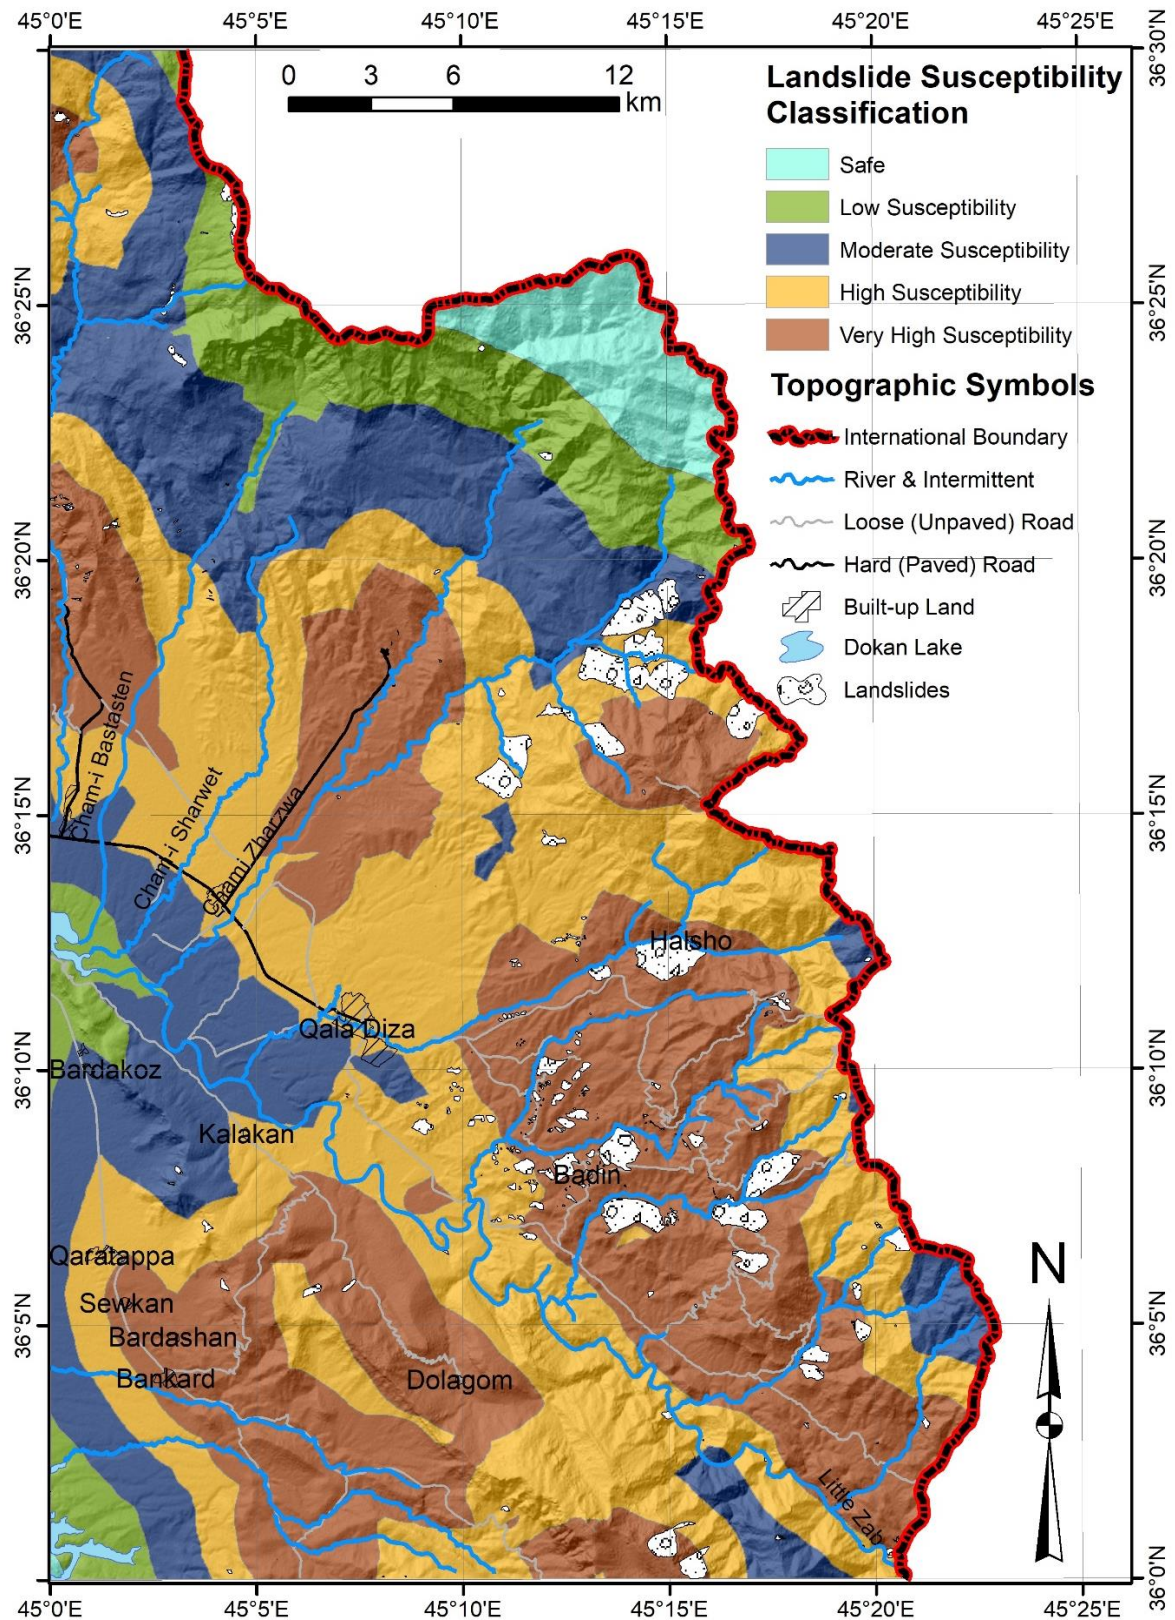 45°0'E 45°5'E 45°10'E 45°15'E 45°20'E 45°25'E
36°30'N
0 3 6 12
km
Landslide Susceptibility
Classification
Safe
Low Susceptibility
Moderate Susceptibility
High Susceptibility
Very High Susceptibility
Topographic Symbols
International Boundary
River & Intermittent
Loose (Unpaved) Road
Hard (Paved) Road
Built-up Land
Dokan Lake
Landslides
36°25'N 36°25'N
36°20'N 36°20'N
Cham-i Bastasten
Cham-i Sharwet
Chami Zharzwa
36°15'N 36°15'N
Halsho
Qala Diza
36°10'N 36°10'N
Bardakoz
Kalakan
Badin
Qaratappa
Sewkan
N
36°5'N 36°5'N
Bardashan
Bankard
Dolagom
Little Zab
36°0'N 36°0'N
45°0'E 45°5'E 45°10'E 45°15'E 45°20'E 45°25'E